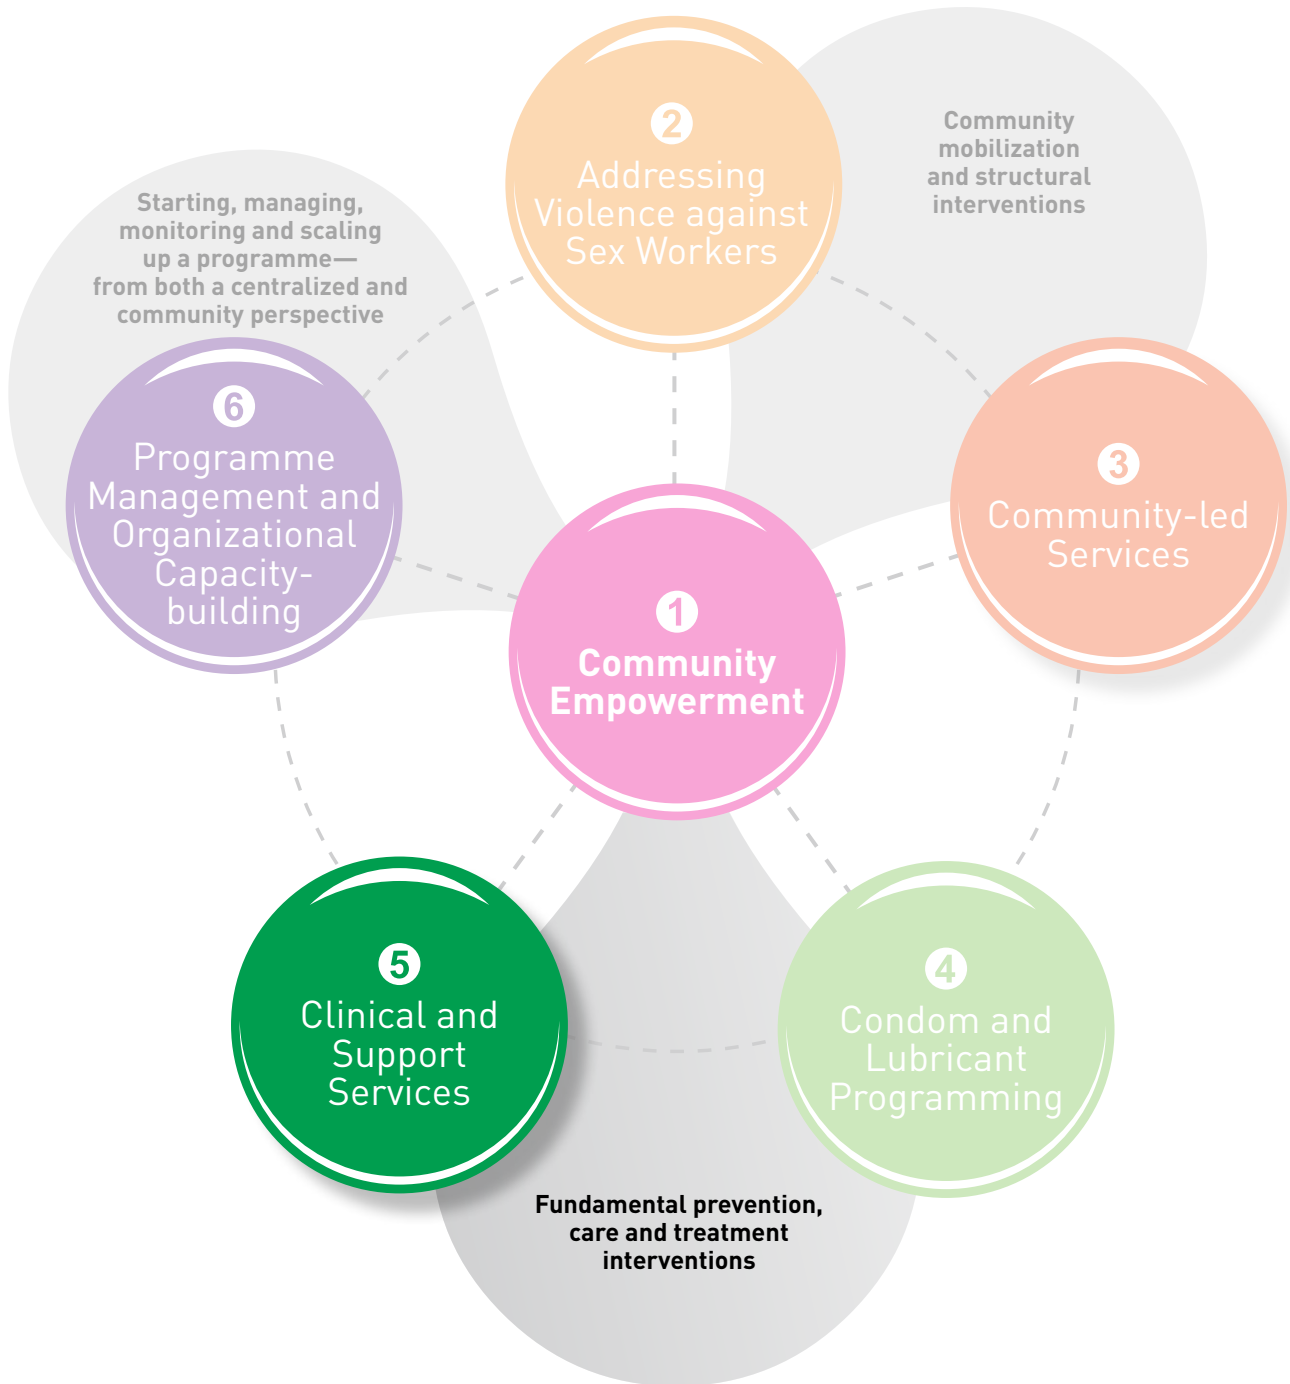 2
Addressing
Violence against
Sex Workers
Community
mobilization
and structural
interventions
Starting, managing,
monitoring and scaling
up a programme—
from both a centralized and
community perspective
6
Programme
Management and
Organizational
Capacity-
building
3
Community-led
Services
1
Community
Empowerment
5
Clinical and
Support
Services
4
Condom and
Lubricant
Programming
Fundamental prevention,
care and treatment
interventions